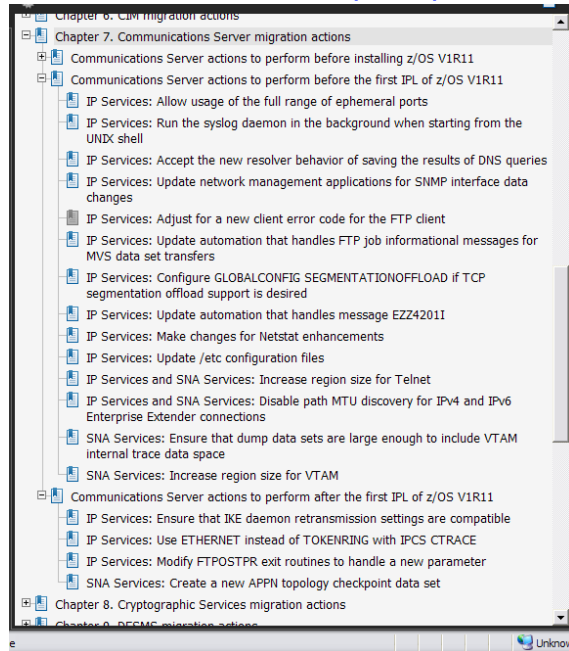 Chapter 6. CIM migration actions
Chapter 7. Communications Server migration actions
Communications Server actions to perform before installing z/OS V1R11
Communications Server actions to perform before the first IPL of z/OS V1R11
IP Services: Allow usage of the full range of ephemeral ports
IP Services: Run the syslog daemon in the background when starting from the
UNIX shell
IP Services: Accept the new resolver behavior of saving the results of DNS queries
IP Services: Update network management applications for SNMP interface data
changes
IP Services: Adjust for a new client error code for the FTP client
IP Services: Update automation that handles FTP job informational messages for
MVS data set transfers
IP Services: Configure GLOBALCONFIG SEGMENTATIONOFFLOAD if TCP
segmentation offload support is desired
IP Services: Update automation that handles message EZZ4201I
IP Services: Make changes for Netstat enhancements
IP Services: Update /etc configuration files
IP Services and SNA Services: Increase region size for Telnet
IP Services and SNA Services: Disable path MTU discovery for IPv4 and IPv6
Enterprise Extender connections
SNA Services: Ensure that dump data sets are large enough to include VTAM
internal trace data space
SNA Services: Increase region size for VTAM
Communications Server actions to perform after the first IPL of z/OS V1R11
IP Services: Ensure that IKE daemon retransmission settings are compatible
IP Services: Use ETHERNET instead of TOKENRING with IPCS CTRACE
IP Services: Modify FTPOSTPR exit routines to handle a new parameter
SNA Services: Create a new APPN topology checkpoint data set
Chapter 8. Cryptographic Services migration actions
Chapter 9. DFSMS migration actions
e
Unknow